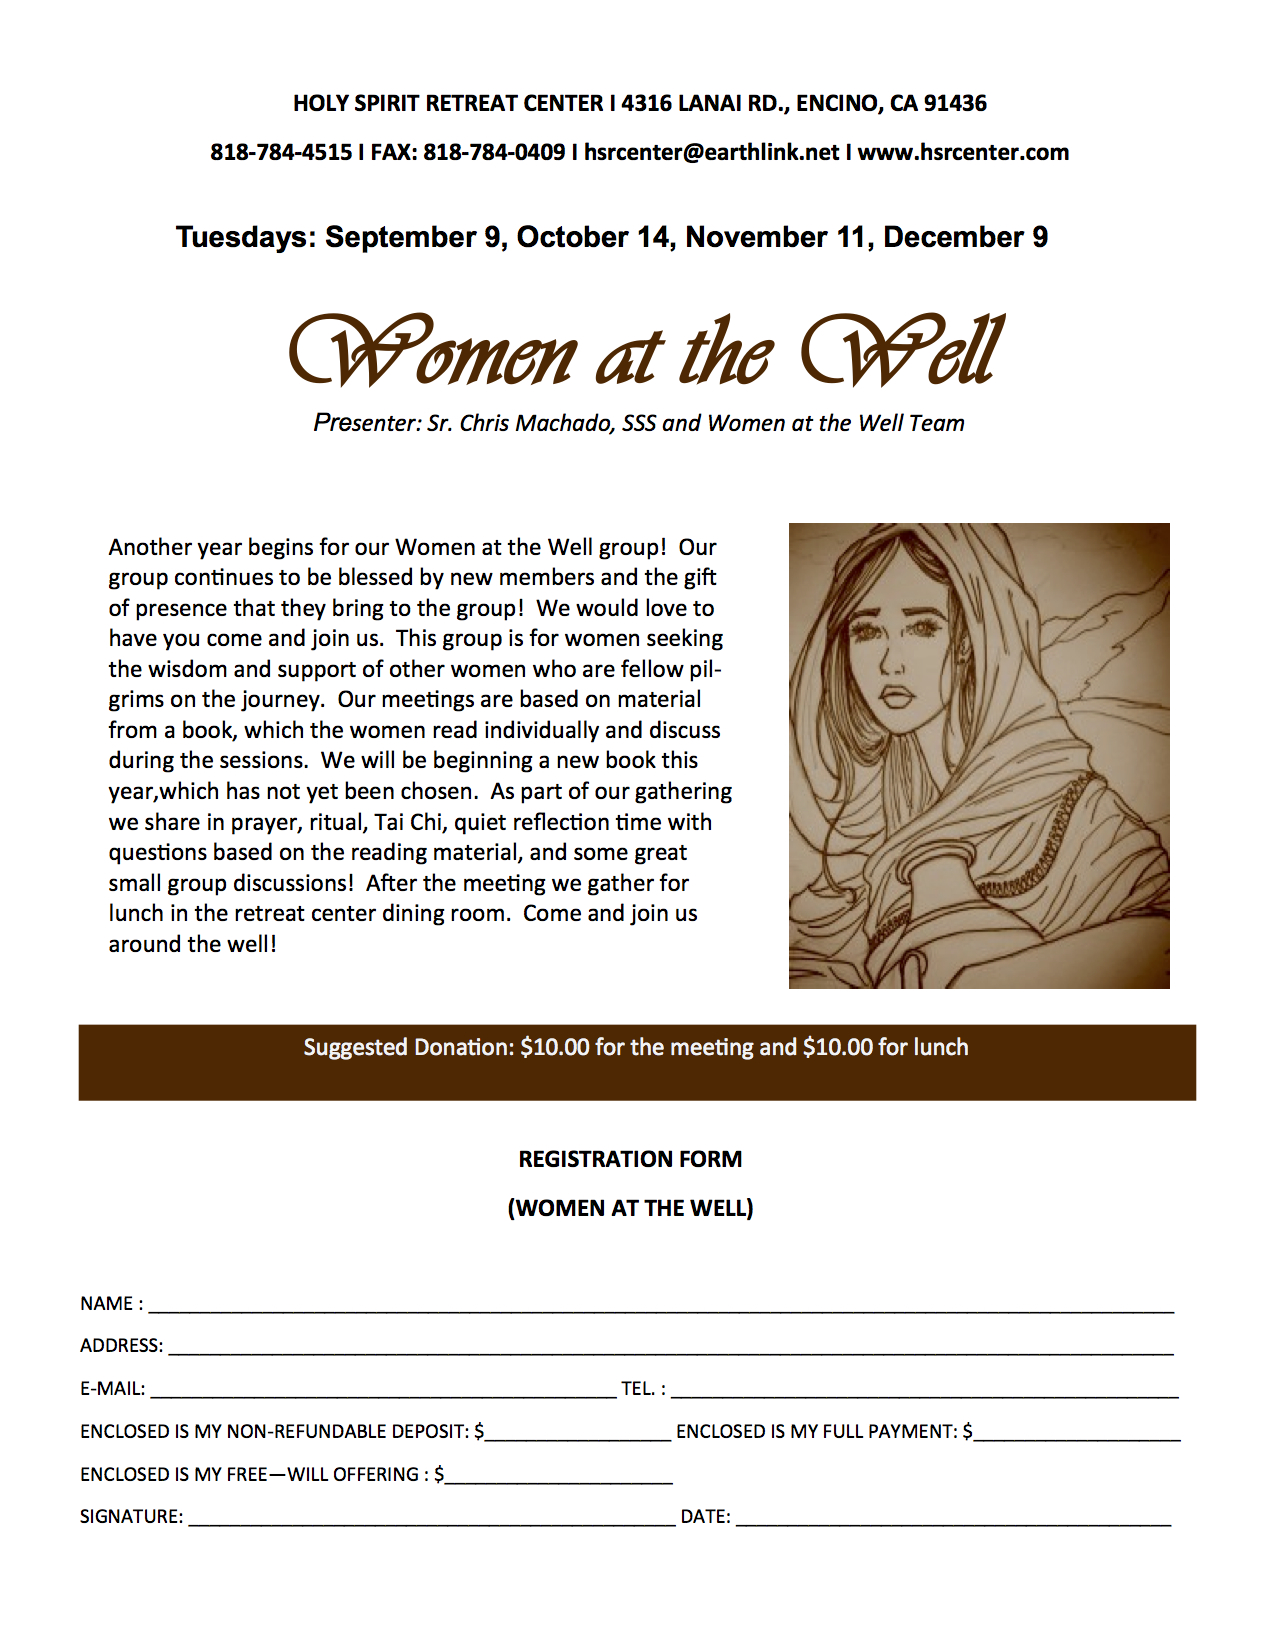 HOLY SPIRIT RETREAT CENTER I 4316 LANAI RD., ENCINO, CA 91436
818-784-4515 I FAX: 818-784-0409 I hsrcenter@earthlink.net I www.hsrcenter.com
Tuesdays: September 9, October 14, November 11, December 9
Women at the Well
Presenter: Sr. Chris Machado, SSS and Women at the Well Team
Another year begins for our Women at the Well group!  Our
group continues to be blessed by new members and the gift
of presence that they bring to the group!  We would love to
have you come and join us.  This group is for women seeking
the wisdom and support of other women who are fellow pil-
grims on the journey.  Our meetings are based on material
from a book, which the women read individually and discuss
during the sessions.  We will be beginning a new book this
year,which has not yet been chosen.  As part of our gathering
we share in prayer, ritual, Tai Chi, quiet reflection time with
questions based on the reading material, and some great
small group discussions!  After the meeting we gather for
lunch in the retreat center dining room.  Come and join us
around the well!
Suggested Donation: $10.00 for the meeting and $10.00 for lunch
REGISTRATION FORM
(WOMEN AT THE WELL)
NAME : ____________________
ADDRESS: ____________________
E-MAIL: ____________________ TEL. : ____________________
ENCLOSED IS MY NON-REFUNDABLE DEPOSIT: $____________________ ENCLOSED IS MY FULL PAYMENT: $____________________
ENCLOSED IS MY FREE—WILL OFFERING : $____________________
SIGNATURE: ____________________ DATE: ____________________